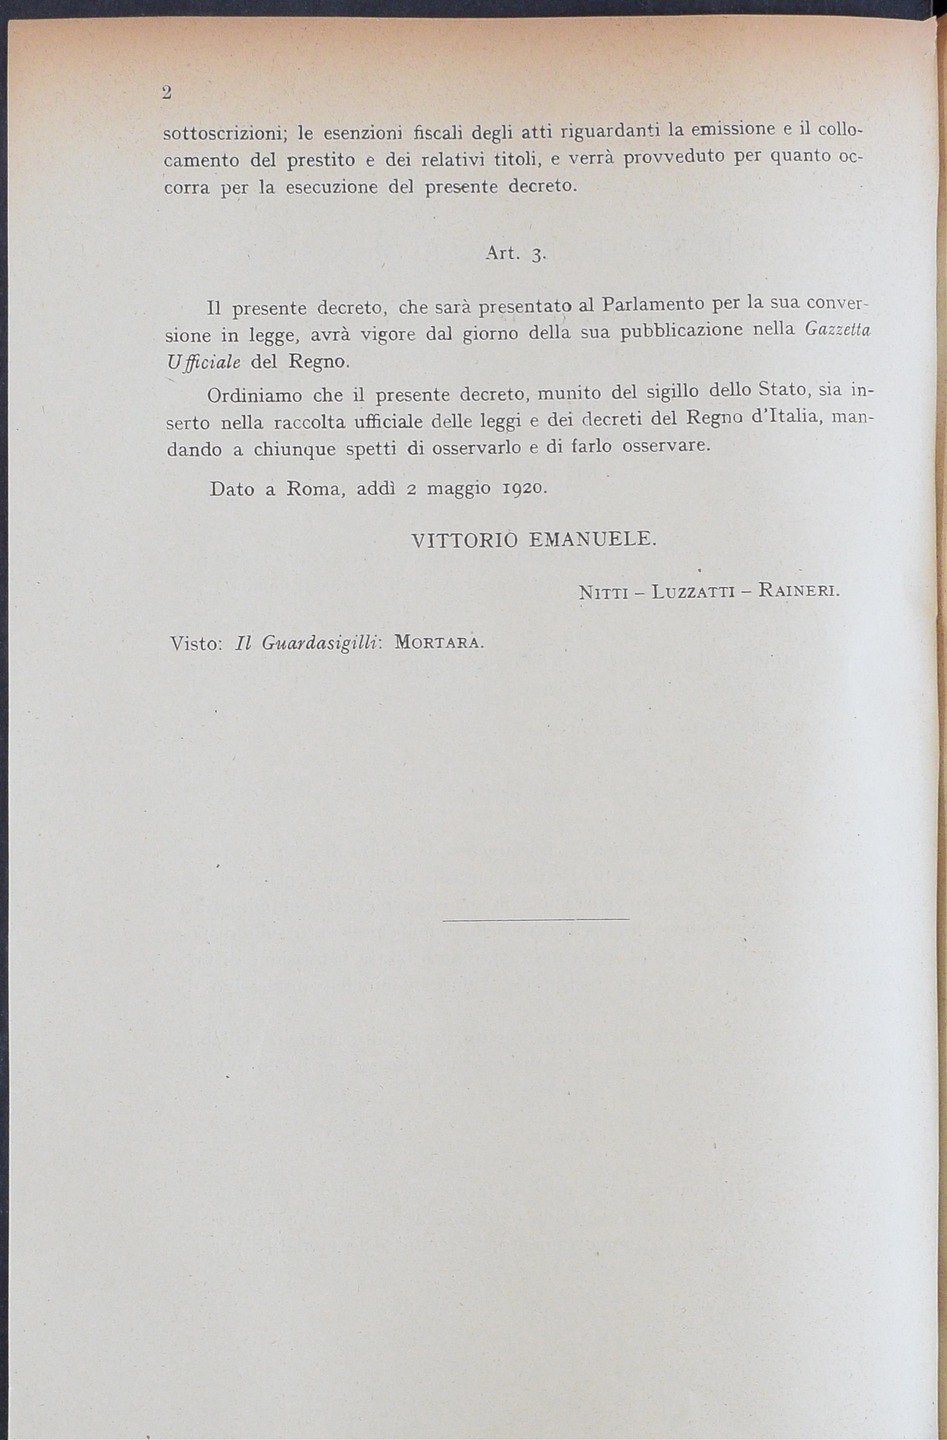 2
sottoscrizioni; le esenzioni fiscali degli atti riguardanti la emissione e il collo-
camento del prestito e dei relativi titoli, e verrà provveduto per quanto oc-
corra per la esecuzione del presente decreto.
Art. 3.
Il presente decreto, che sarà presentato al Parlamento per la sua conver-
sione in legge, avrà vigore dal giorno della sua pubblicazione nella Gazzetta
Ufficiale del Regno.
Ordiniamo che il presente decreto, munito del sigillo dello Stato, sia in-
serto nella raccolta ufficiale delle leggi e dei decreti del Regno d'Italia, man-
dando a chiunque spetti di osservarlo e di farlo osservare.
Dato a Roma, addì 2 maggio 1920.
VITTORIO EMANUELE.
NITTI – LUZZATTI – RAINERI.
Visto: Il Guardasigilli: MORTARA.